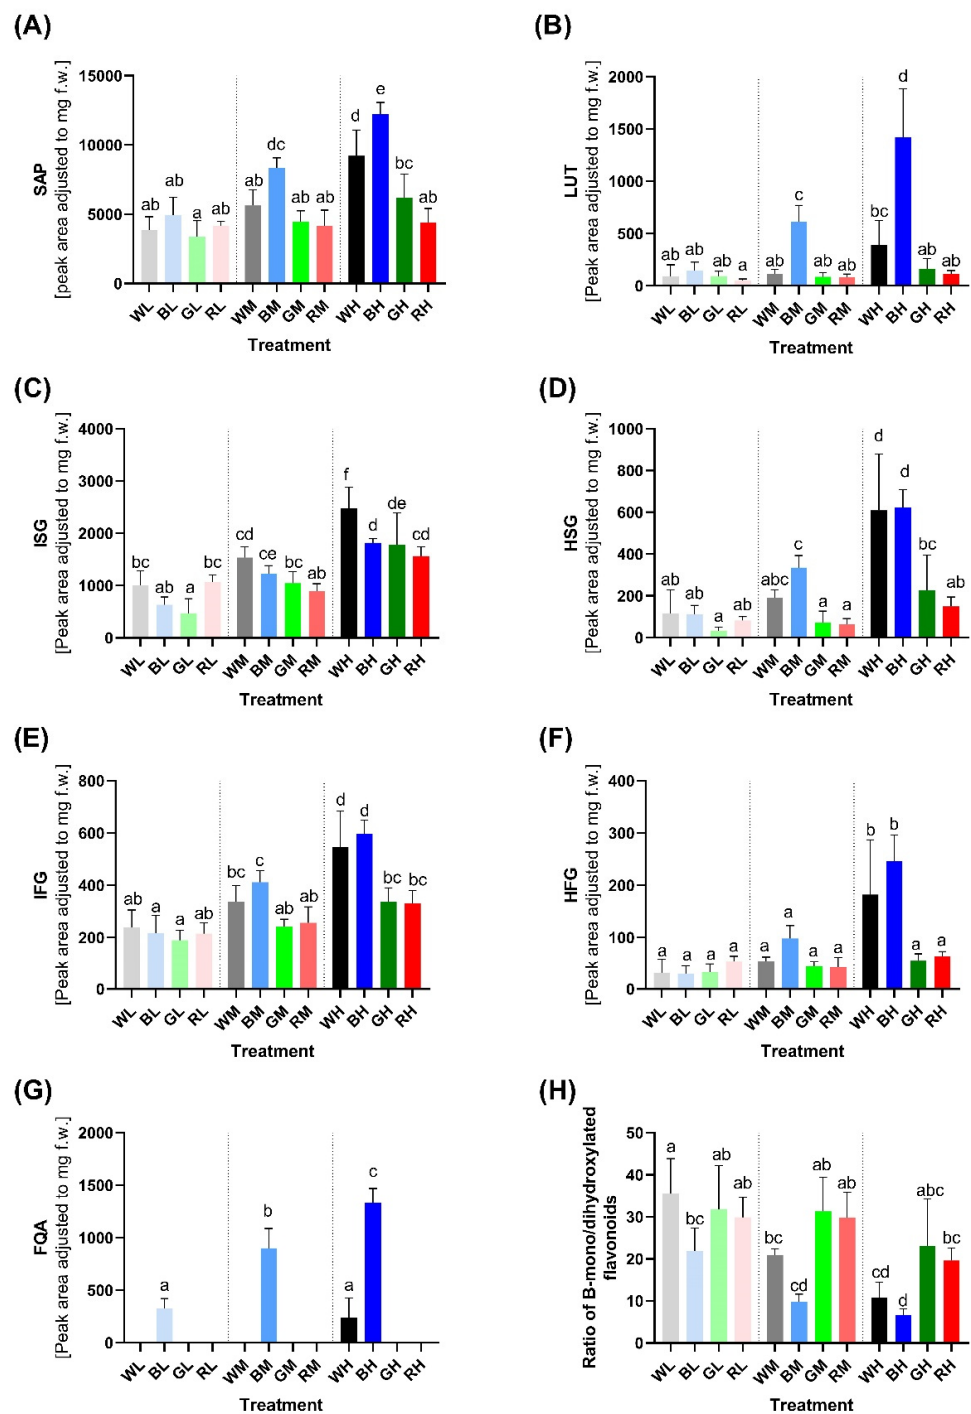 (A)
SAP
[peak area adjusted to mg f.w.]
15000
10000
5000
0
ab
ab
a
ab
ab
dc
ab
ab
d
e
bc
ab
WL
BL
GL
RL
WM
BM
GM
RM
WH
BH
GH
RH
Treatment
(B)
LUT
[Peak area adjusted to mg f.w.]
2000
1500
1000
500
0
ab
ab
ab
a
ab
c
ab
ab
bc
d
ab
ab
WL
BL
GL
RL
WM
BM
GM
RM
WH
BH
GH
RH
Treatment
(C)
ISG
[Peak area adjusted to mg f.w.]
4000
3000
2000
1000
0
bc
ab
a
bc
cd
ce
bc
ab
f
d
de
cd
WL
BL
GL
RL
WM
BM
GM
RM
WH
BH
GH
RH
Treatment
(D)
HSG
[Peak area adjusted to mg f.w.]
1000
800
600
400
200
0
ab
ab
a
ab
abc
c
a
a
d
d
bc
ab
WL
BL
GL
RL
WM
BM
GM
RM
WH
BH
GH
RH
Treatment
(E)
IFG
[Peak area adjusted to mg f.w.]
800
600
400
200
0
ab
a
a
ab
bc
c
ab
ab
d
d
bc
bc
WL
BL
GL
RL
WM
BM
GM
RM
WH
BH
GH
RH
Treatment
(F)
HFG
[Peak area adjusted to mg f.w.]
400
300
200
100
0
a
a
a
a
a
a
a
a
b
b
a
a
WL
BL
GL
RL
WM
BM
GM
RM
WH
BH
GH
RH
Treatment
(G)
FQA
[Peak area adjusted to mg f.w.]
2000
1500
1000
500
0
a
b
a
c
WL
BL
GL
RL
WM
BM
GM
RM
WH
BH
GH
RH
Treatment
(H)
Ratio of B-mono/dihydroxylated
flavonoids
50
40
30
20
10
0
a
bc
ab
ab
bc
cd
ab
ab
cd
d
abc
bc
WL
BL
GL
RL
WM
BM
GM
RM
WH
BH
GH
RH
Treatment